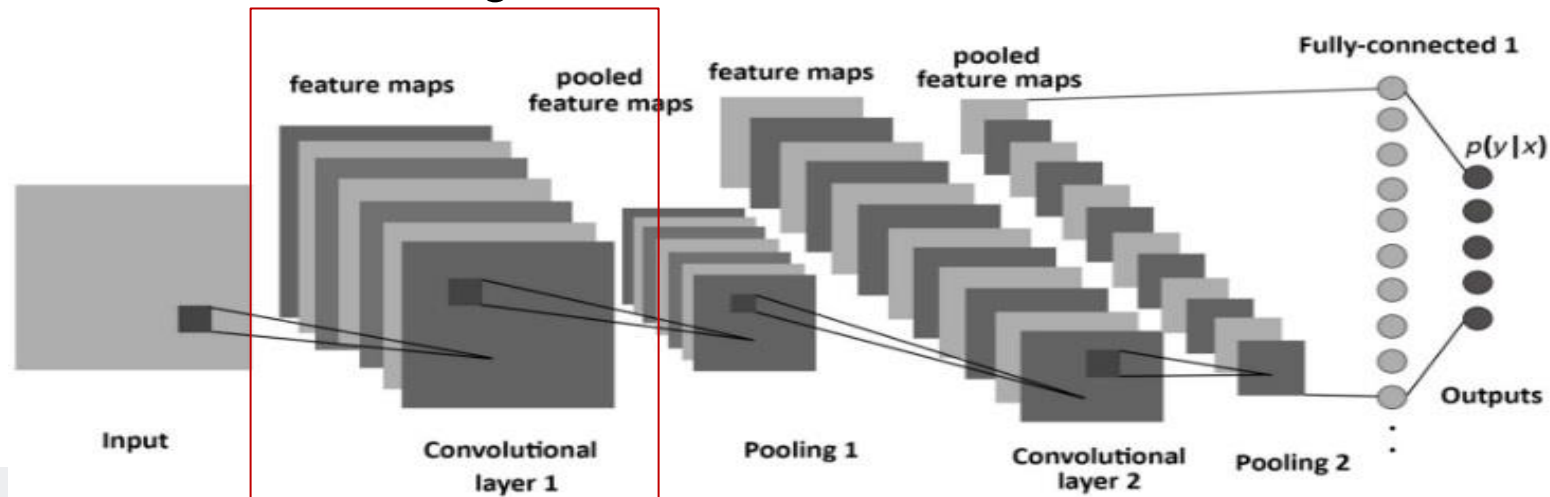 feature maps
pooled
feature maps
feature maps
pooled
feature maps
Fully-connected 1
p(y|x)
Input
Convolutional
layer 1
Pooling 1
Convolutional
layer 2
Pooling 2
Outputs